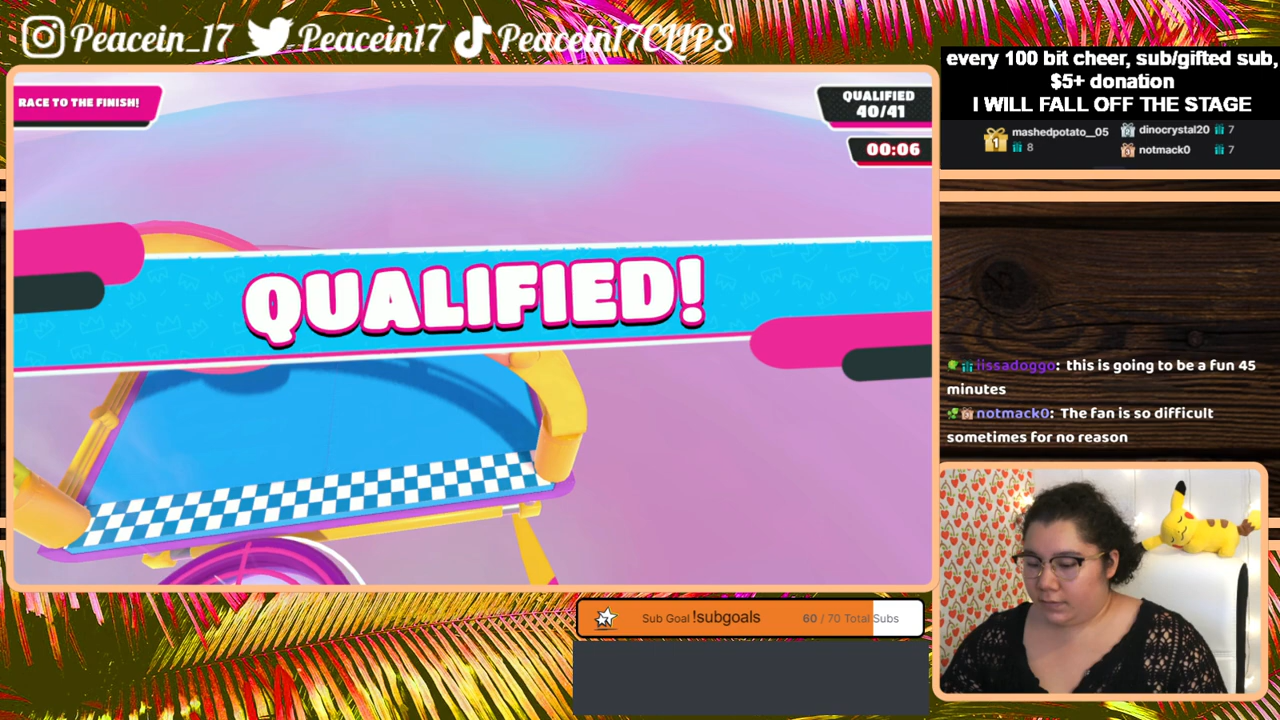 Peacein_17 Peacein17 Peacein17ClIPS
every 100 bit cheer, sub/gifted sub,
$5+ donation
I WILL FALL OFF THE STAGE
mashedpotato__05
8
dinocrystal20 7
notmack0 7
RACE TO THE FINISH!
QUALIFIED
40/41
00:06
QUALIFIED!
iissadoggo: this is going to be a fun 45
minutes
notmack0: The fan is so difficult
sometimes for no reason
Sub Goal !subgoals 60 / 70 Total Subs